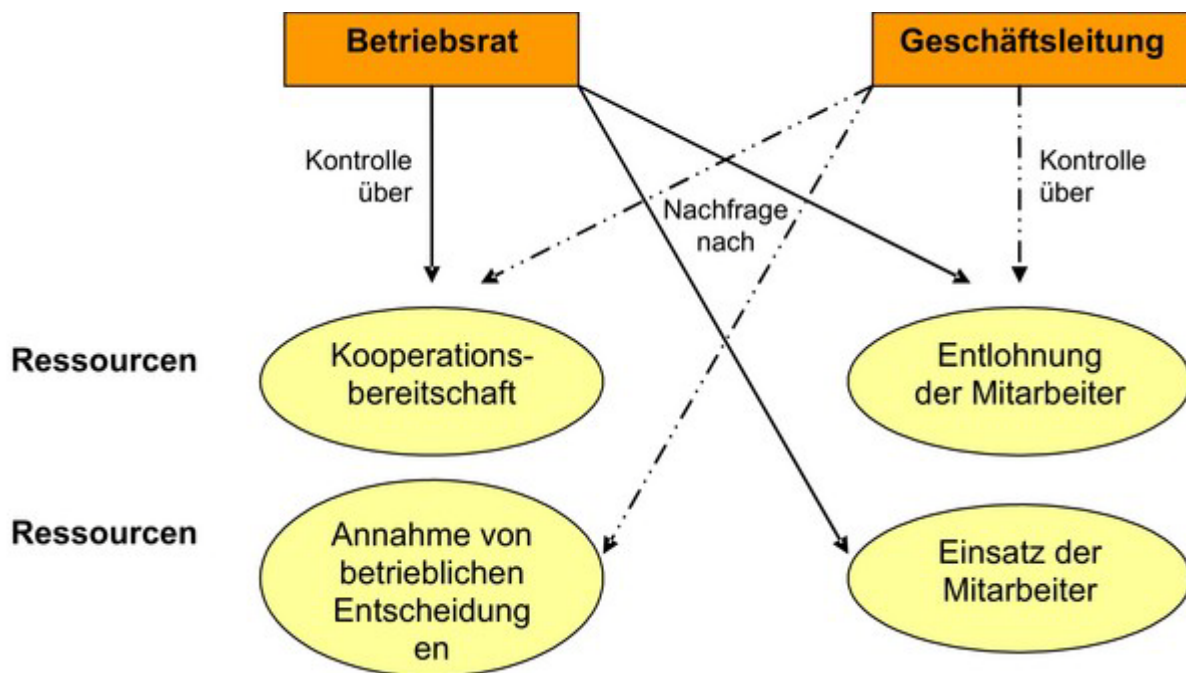 Betriebsrat
Geschäftsleitung
Kontrolle
über
Nachfrage
nach
Kontrolle
über
Ressourcen
Kooperations-
bereitschaft
Entlohnung
der Mitarbeiter
Ressourcen
Annahme von
betrieblichen
Entscheidung
en
Einsatz der
Mitarbeiter